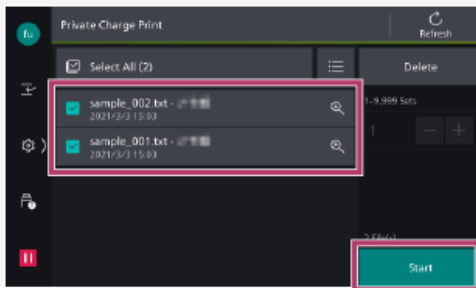 fu
Private Charge Print
Refresh
Select All (2)
Delete
sample_002.txt -
2021/3/3 15:03
1-9,999 Sets
1
sample_001.txt -
2021/3/3 15:03
2 File(s)
Start